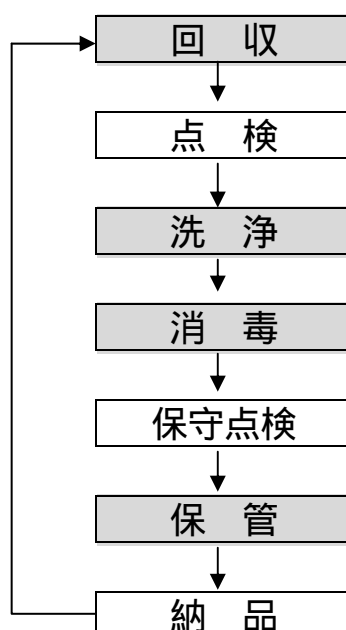 回　収
点　検
洗　浄
消　毒
保守点検
保　管
納　品